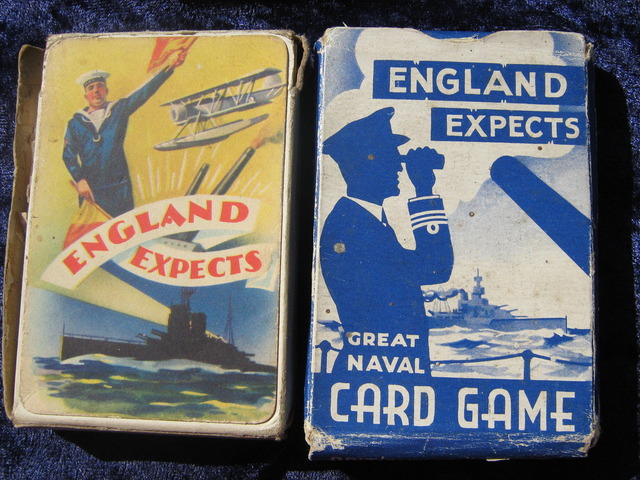 ENGLAND
EXPECTS
ENGLAND
EXPECTS
GREAT
NAVAL
CARD GAME